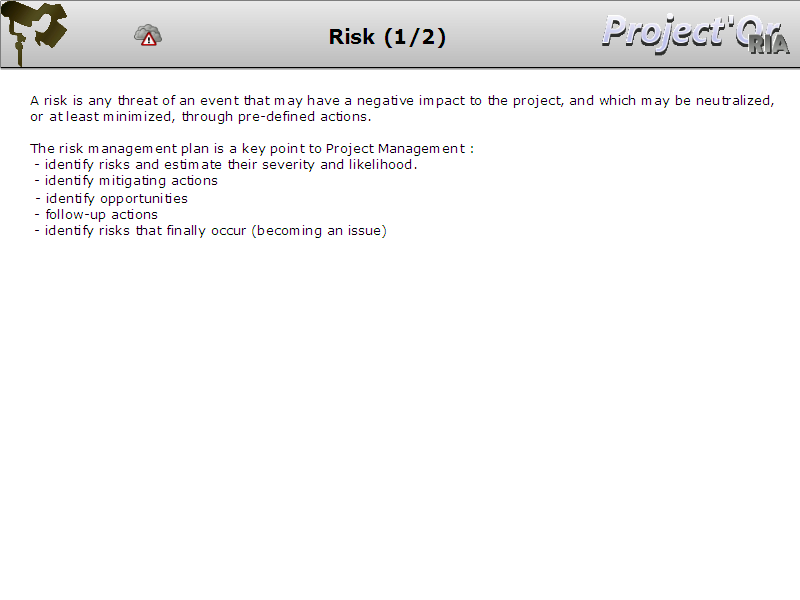 Risk (1/2)
Project'Or
RIA
A risk is any threat of an event that may have a negative impact to the project, and which may be neutralized,
or at least minimized, through pre-defined actions.
The risk management plan is a key point to Project Management :
- identify risks and estimate their severity and likelihood.
- identify mitigating actions
- identify opportunities
- follow-up actions
- identify risks that finally occur (becoming an issue)